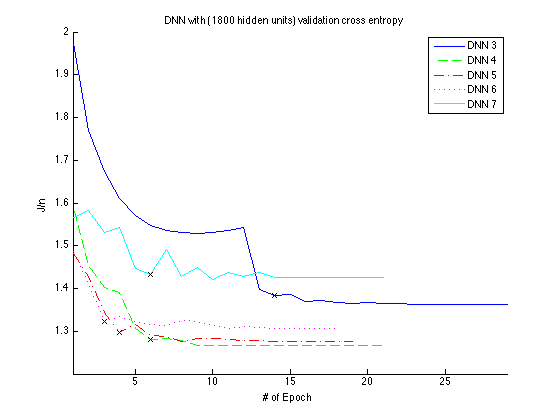 DNN with (1800 hidden units) validation cross entropy
2
1.9
1.8
1.7
1.6
1.5
1.4
1.3
J/n
DNN 3
DNN 4
DNN 5
DNN 6
DNN 7
5 10 15 20 25
# of Epoch